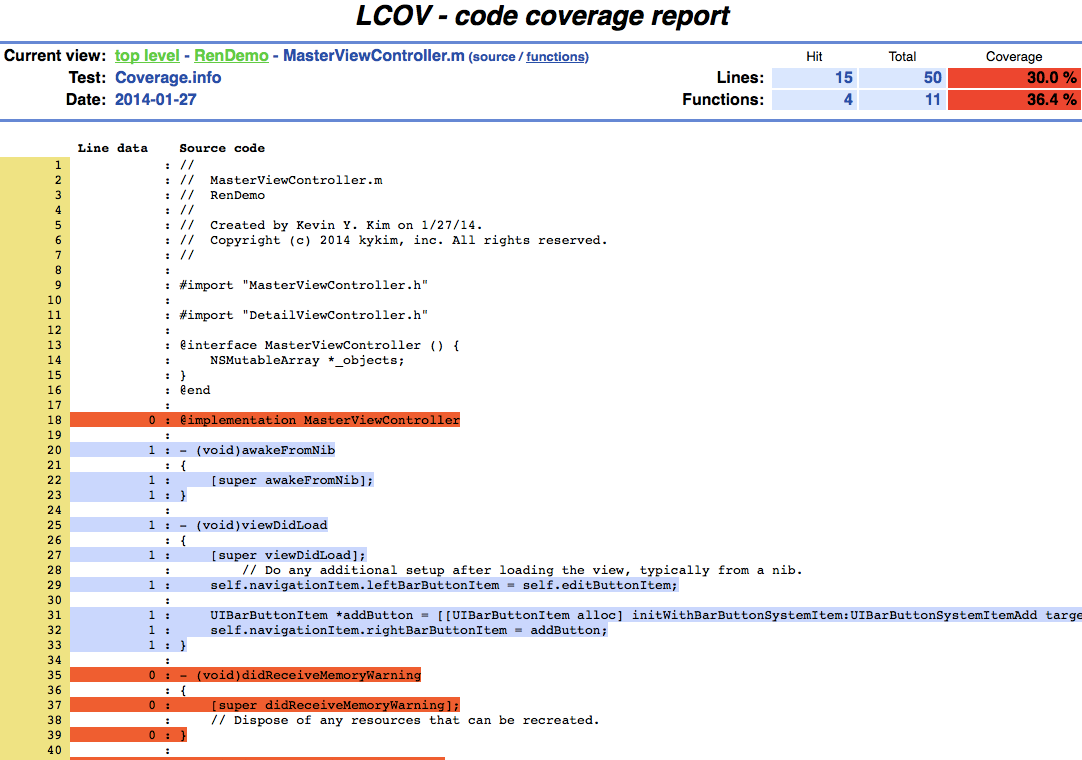 LCOV - code coverage report
Current view: top level - RenDemo - MasterViewController.m (source / functions) Hit Total Coverage
Test: Coverage.info Lines: 15 50 30.0 %
Date: 2014-01-27 Functions: 4 11 36.4 %
Line data Source code
1 : //
2 : // MasterViewController.m
3 : // RenDemo
4 : //
5 : // Created by Kevin Y. Kim on 1/27/14.
6 : // Copyright (c) 2014 kykim, inc. All rights reserved.
7 : //
8 :
9 : #import "MasterViewController.h"
10 :
11 : #import "DetailViewController.h"
12 :
13 : @interface MasterViewController () {
14 : NSMutableArray *_objects;
15 : }
16 : @end
17 :
18 0 : @implementation MasterViewController
19 :
20 1 : - (void)awakeFromNib
21 : {
22 1 : [super awakeFromNib];
23 1 : }
24 :
25 1 : - (void)viewDidLoad
26 : {
27 1 : [super viewDidLoad];
28 : // Do any additional setup after loading the view, typically from a nib.
29 1 : self.navigationItem.leftBarButtonItem = self.editButtonItem;
30 :
31 1 : UIBarButtonItem *addButton = [[UIBarButtonItem alloc] initWithBarButtonSystemItem:UIBarButtonSystemItemAdd targe
32 1 : self.navigationItem.rightBarButtonItem = addButton;
33 1 : }
34 :
35 0 : - (void)didReceiveMemoryWarning
36 : {
37 0 : [super didReceiveMemoryWarning];
38 : // Dispose of any resources that can be recreated.
39 0 : }
40 :